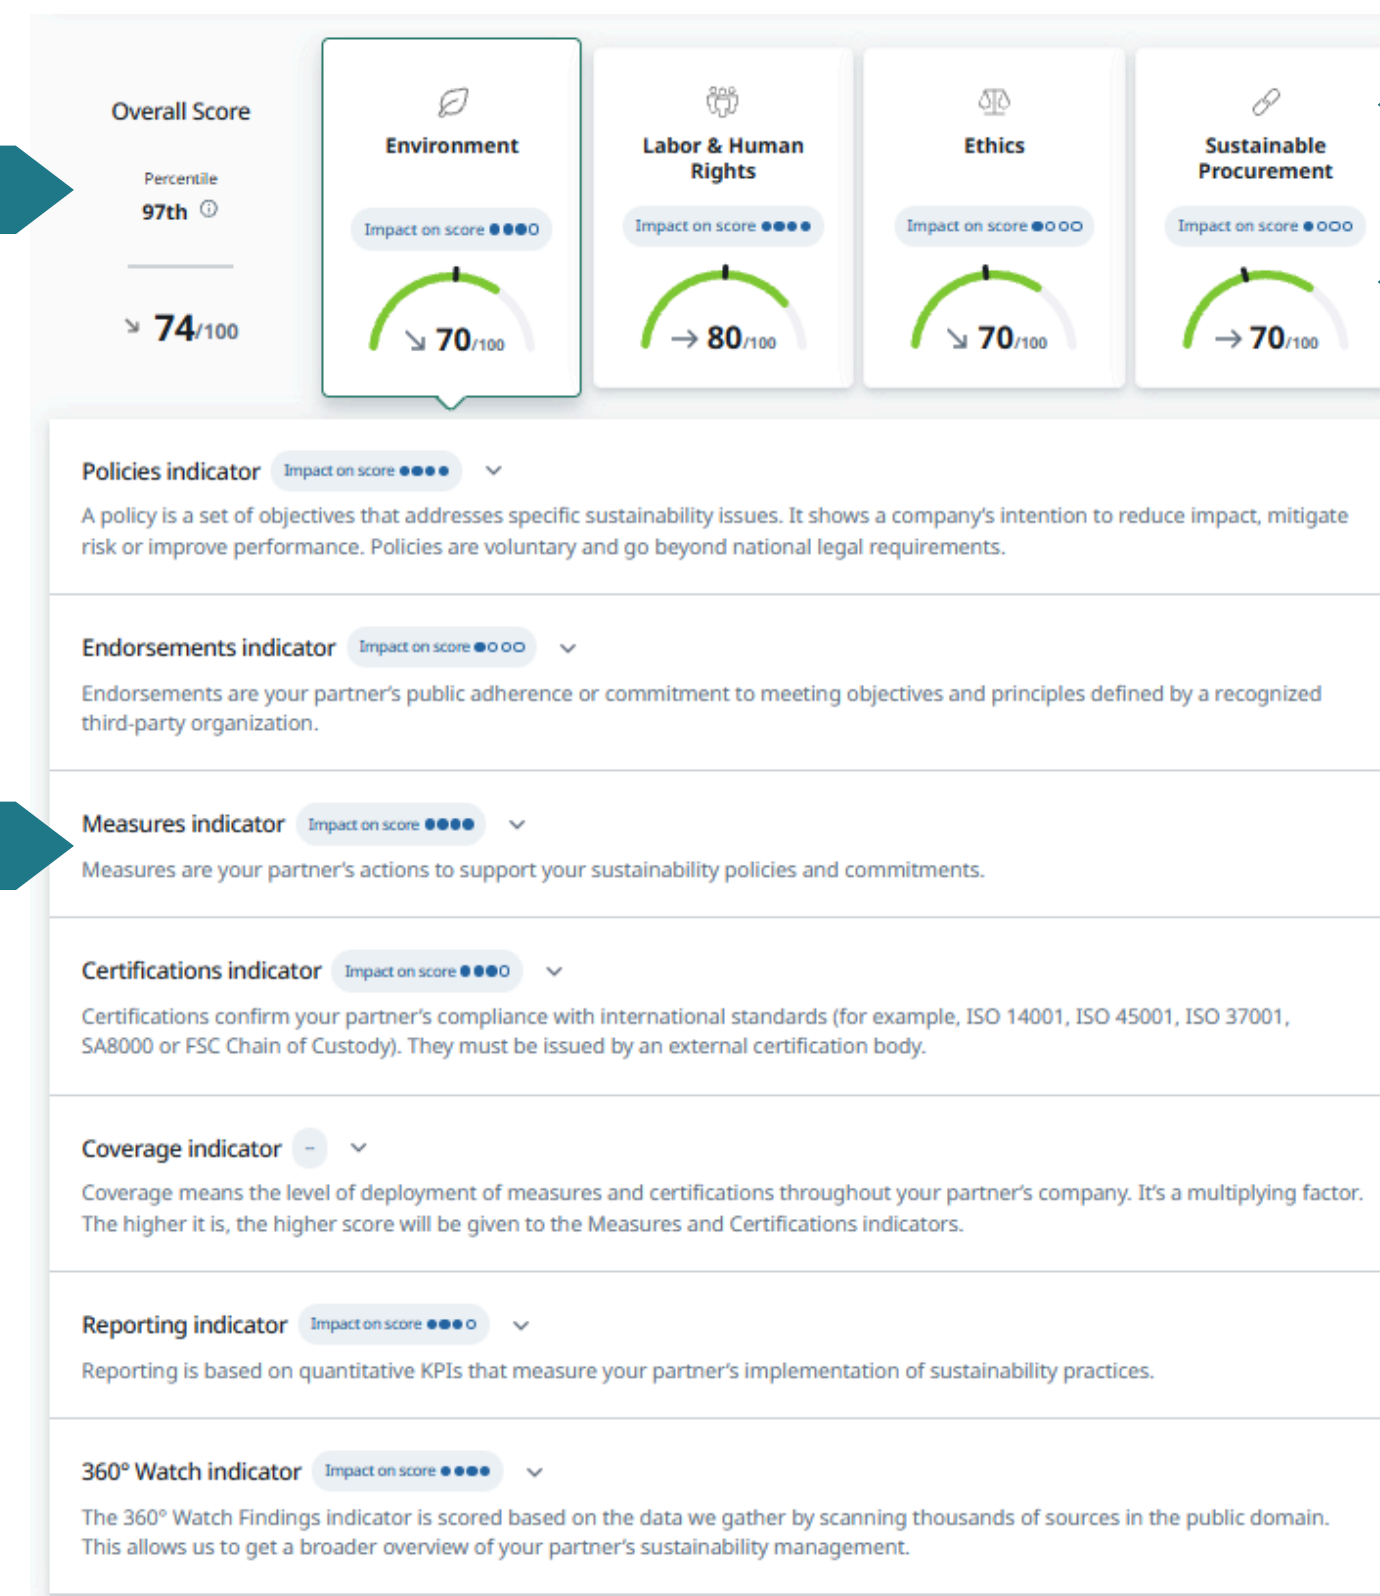 Overall Score
Percentile
97th
74/100
Environment
Impact on score
70/100
Labor & Human
Rights
Impact on score
80/100
Ethics
Impact on score
70/100
Sustainable
Procurement
Impact on score
70/100
Policies indicator Impact on score
A policy is a set of objectives that addresses specific sustainability issues. It shows a company's intention to reduce impact, mitigate
risk or improve performance. Policies are voluntary and go beyond national legal requirements.
Endorsements indicator Impact on score
Endorsements are your partner's public adherence or commitment to meeting objectives and principles defined by a recognized
third-party organization.
Measures indicator Impact on score
Measures are your partner's actions to support your sustainability policies and commitments.
Certifications indicator Impact on score
Certifications confirm your partner's compliance with international standards (for example, ISO 14001, ISO 45001, ISO 37001,
SA8000 or FSC Chain of Custody). They must be issued by an external certification body.
Coverage indicator –
Coverage means the level of deployment of measures and certifications throughout your partner's company. It's a multiplying factor.
The higher it is, the higher score will be given to the Measures and Certifications indicators.
Reporting indicator Impact on score
Reporting is based on quantitative KPIs that measure your partner's implementation of sustainability practices.
360° Watch indicator Impact on score
The 360° Watch Findings indicator is scored based on the data we gather by scanning thousands of sources in the public domain.
This allows us to get a broader overview of your partner's sustainability management.